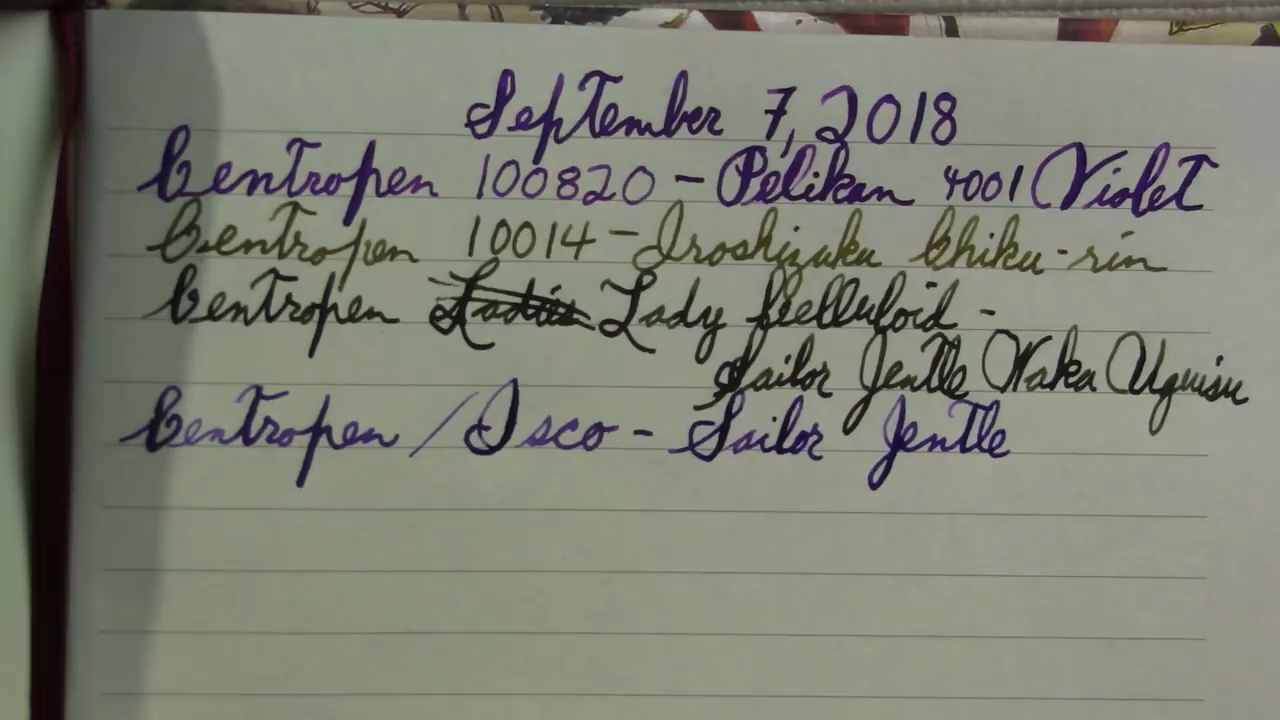 September 7, 2018
Centropen 100820 - Pelikan 4001 Violet
Centropen 10014 - Iroshizuku Chiku-rin
Centropen Ladies Lady Celluloid -
Sailor Jentle Waka Uguisu
Centropen / Isco - Sailor Jentle